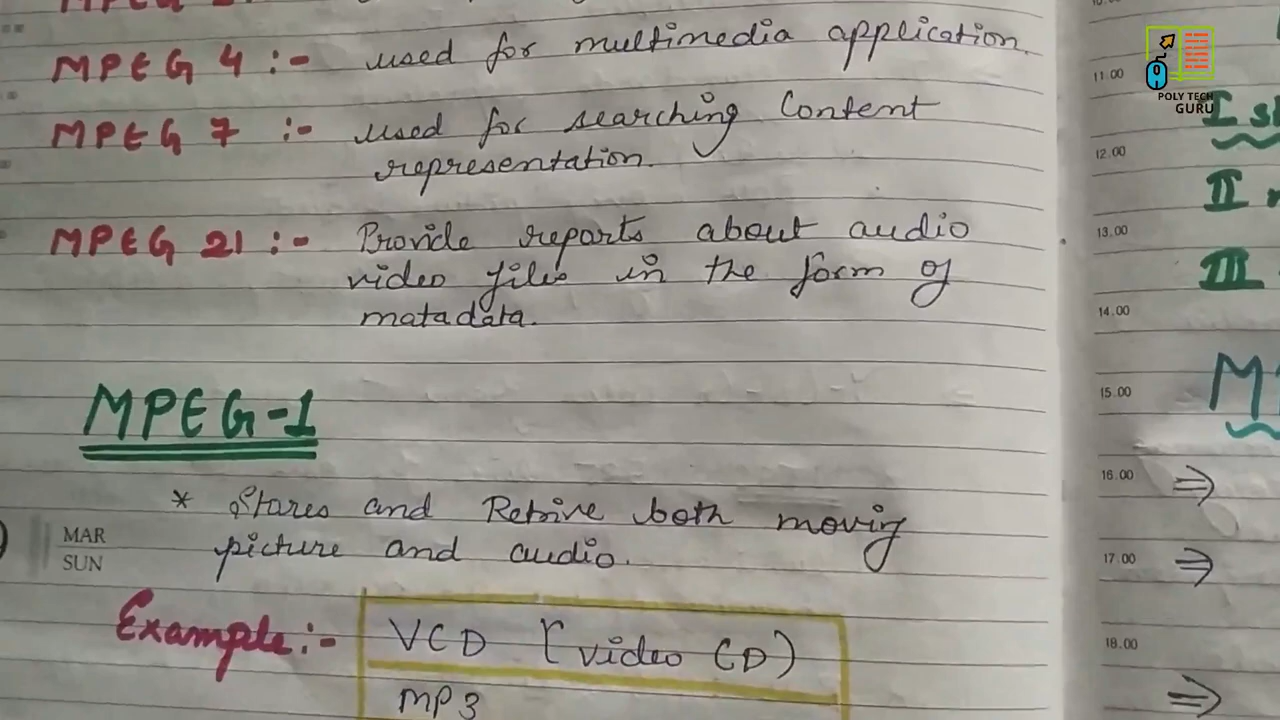 MPEG 4 :- used for multimedia application.
MPEG 7 :- used for searching Content
representation.
MPEG 21 :- Provide reports about audio
video files in the form of
matadata.
MPEG-1
* Stores and Retrive both moving
picture and audio.
MAR
SUN
Example:- VCD (video CD)
MP3
POLY TECH
GURU
11.00
I
12.00
II
13.00
III
14.00
15.00
M
16.00
17.00
18.00